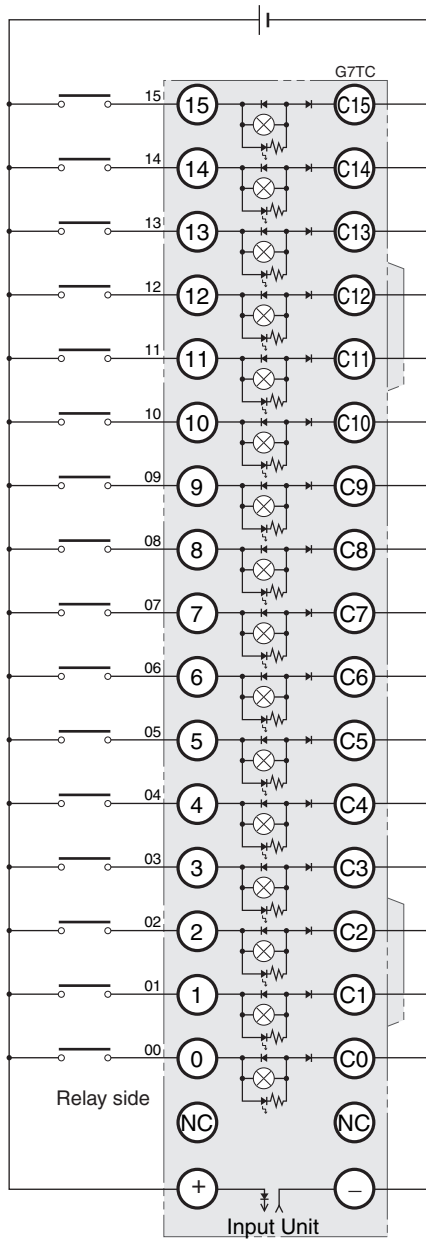 G7TC
15 15 C15
14 14 C14
13 13 C13
12 12 C12
11 11 C11
10 10 C10
09 9 C9
08 8 C8
07 7 C7
06 6 C6
05 5 C5
04 4 C4
03 3 C3
02 2 C2
01 1 C1
00 0 C0
Relay side
NC NC
+ −
Input Unit